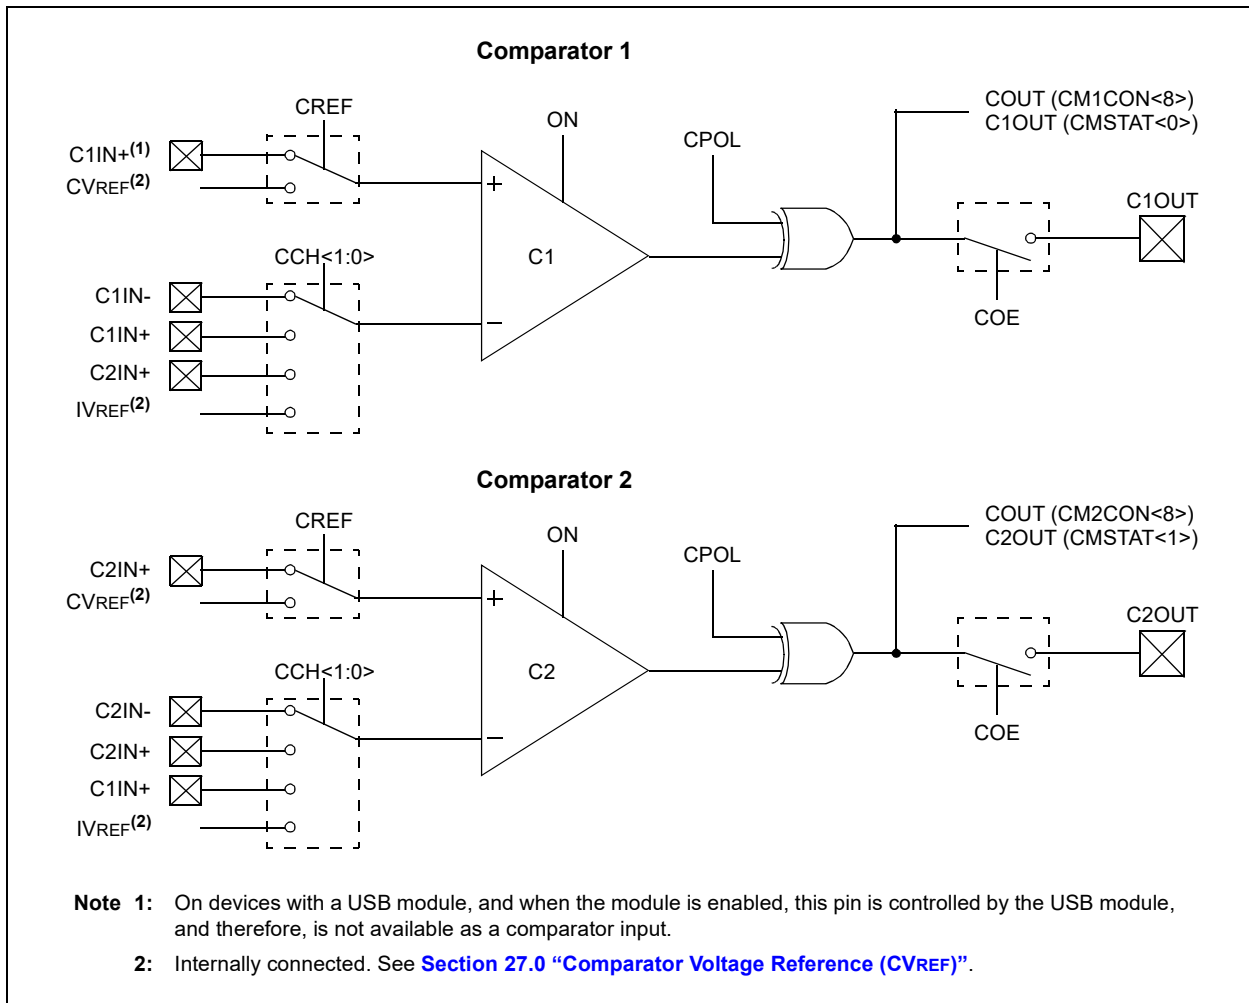 Comparator 1
CREF
ON
COUT (CM1CON<8>)
C1OUT (CMSTAT<0>)
CPOL
C1IN+(1)
CVREF(2)
C1OUT
+
C1
CCH<1:0>
C1IN-
–
C1IN+
COE
C2IN+
IVREF(2)
Comparator 2
CREF
ON
COUT (CM2CON<8>)
C2OUT (CMSTAT<1>)
CPOL
C2IN+
CVREF(2)
C2OUT
+
C2
CCH<1:0>
C2IN-
–
C2IN+
COE
C1IN+
IVREF(2)
Note 1: On devices with a USB module, and when the module is enabled, this pin is controlled by the USB module,
and therefore, is not available as a comparator input.
2: Internally connected. See Section 27.0 “Comparator Voltage Reference (CVREF)”.